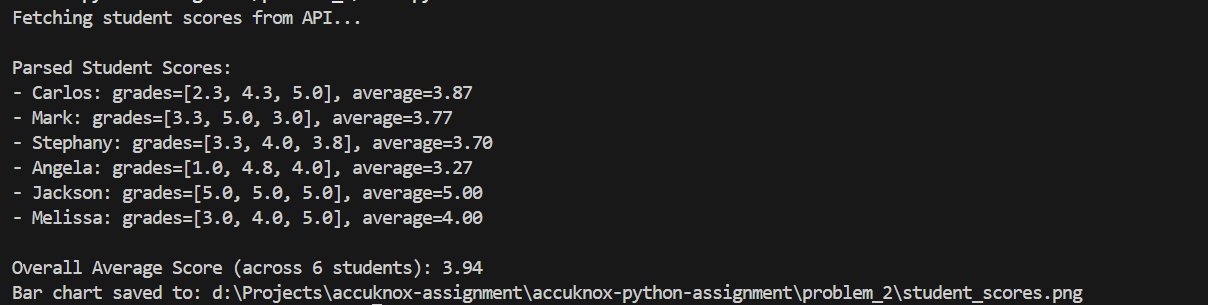 Fetching student scores from API...
Parsed Student Scores:
- Carlos: grades=[2.3, 4.3, 5.0], average=3.87
- Mark: grades=[3.3, 5.0, 3.0], average=3.77
- Stephany: grades=[3.3, 4.0, 3.8], average=3.70
- Angela: grades=[1.0, 4.8, 4.0], average=3.27
- Jackson: grades=[5.0, 5.0, 5.0], average=5.00
- Melissa: grades=[3.0, 4.0, 5.0], average=4.00
Overall Average Score (across 6 students): 3.94
Bar chart saved to: d:\Projects\accuknox-assignment\accuknox-python-assignment\problem_2\student_scores.png